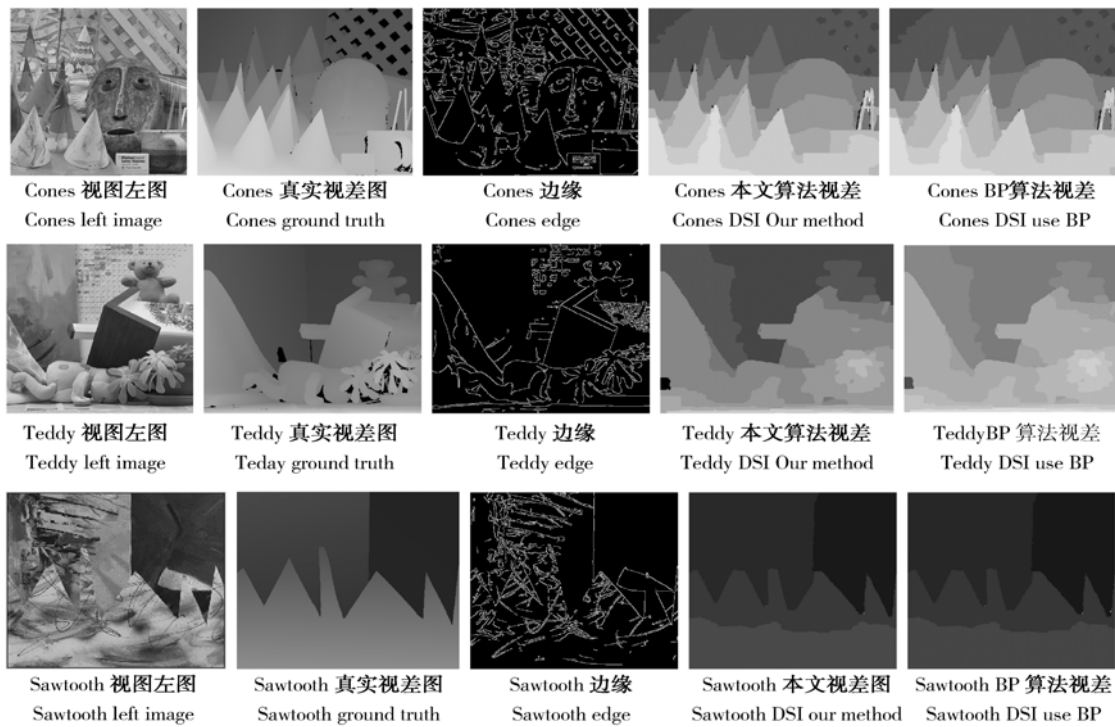 Cones 视图左图 Cones 真实视差图 Cones 边缘 Cones 本文算法视差 Cones BP算法视差
Cones left image Cones ground truth Cones edge Cones DSI Our method Cones DSI use BP
Teddy 视图左图 Teddy 真实视差图 Teddy 边缘 Teddy 本文算法视差 TeddyBP 算法视差
Teddy left image Teday ground truth Teddy edge Teddy DSI Our method Teddy DSI use BP
Sawtooth 视图左图 Sawtooth 真实视差图 Sawtooth 边缘 Sawtooth 本文视差图 Sawtooth BP 算法视差
Sawtooth left image Sawtooth ground truth Sawtooth edge Sawtooth DSI our method Sawtooth DSI use BP